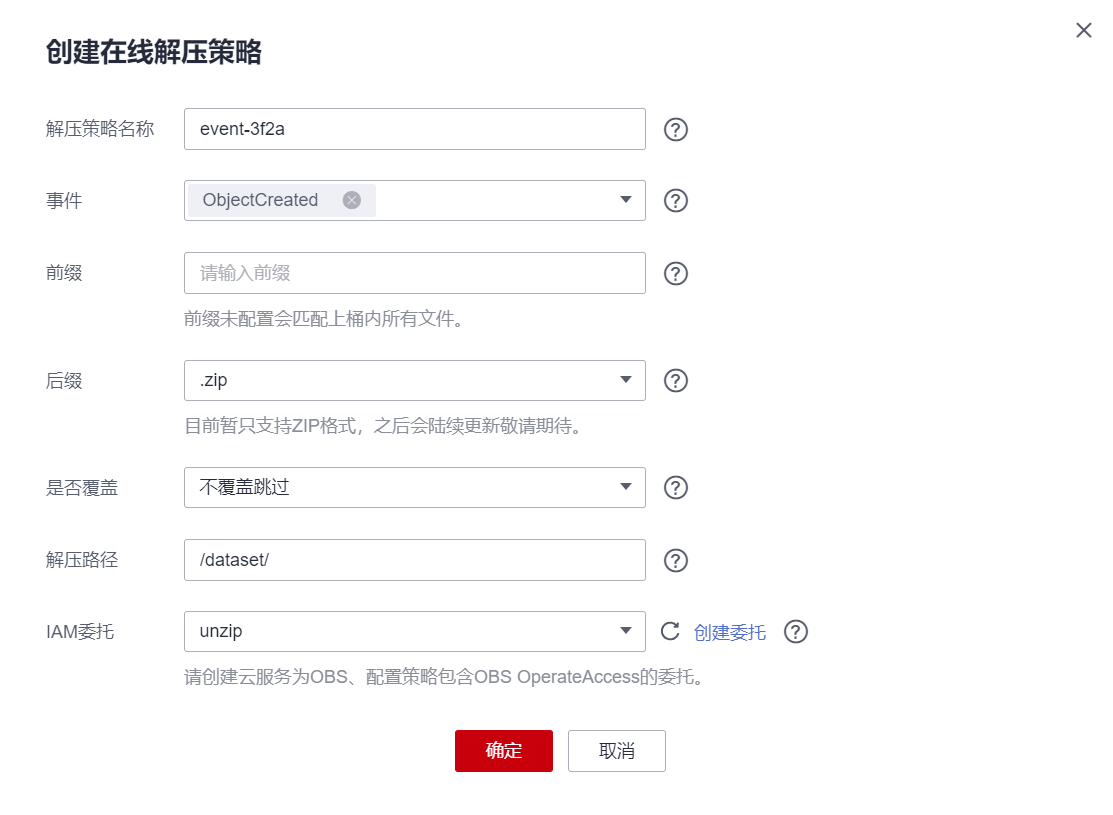 创建在线解压策略
解压策略名称 event-3f2a
事件 ObjectCreated
前缀 请输入前缀
前缀未配置会匹配上桶内所有文件。
后缀 .zip
目前暂只支持ZIP格式，之后会陆续更新敬请期待。
是否覆盖 不覆盖跳过
解压路径 /dataset/
IAM委托 unzip 创建委托
请创建云服务为OBS、配置策略包含OBS OperateAccess的委托。
确定 取消